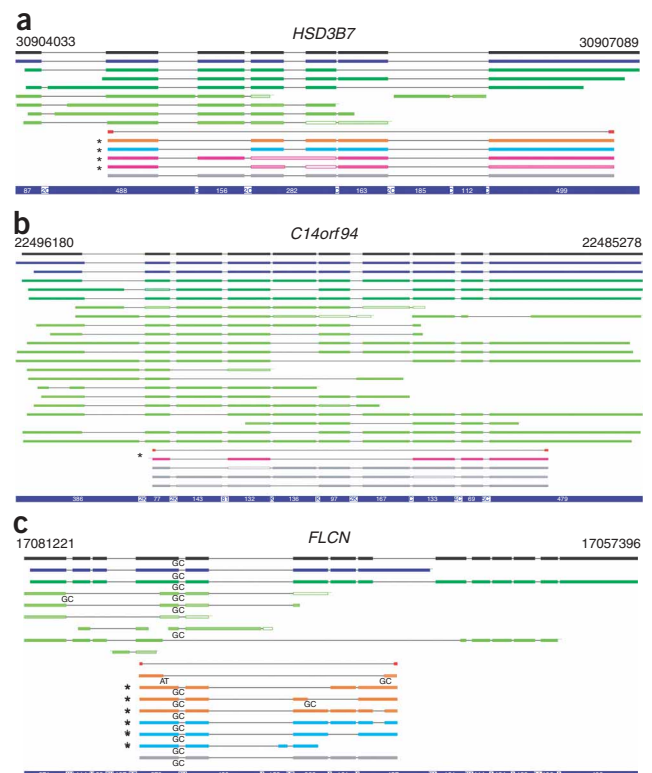 a
HSD3B7
30904033 30907089
*
*
*
*
87 488 156 282 163 185 112 499
b
C14orf94
22496180 22485278
*
386 77 143 132 136 97 167 133 69 479
c
FLCN
17081221 17057396
GC
GC
GC
GC
GC
GC
AT GC
* GC
* GC GC
* GC
* GC
* GC
* GC
GC